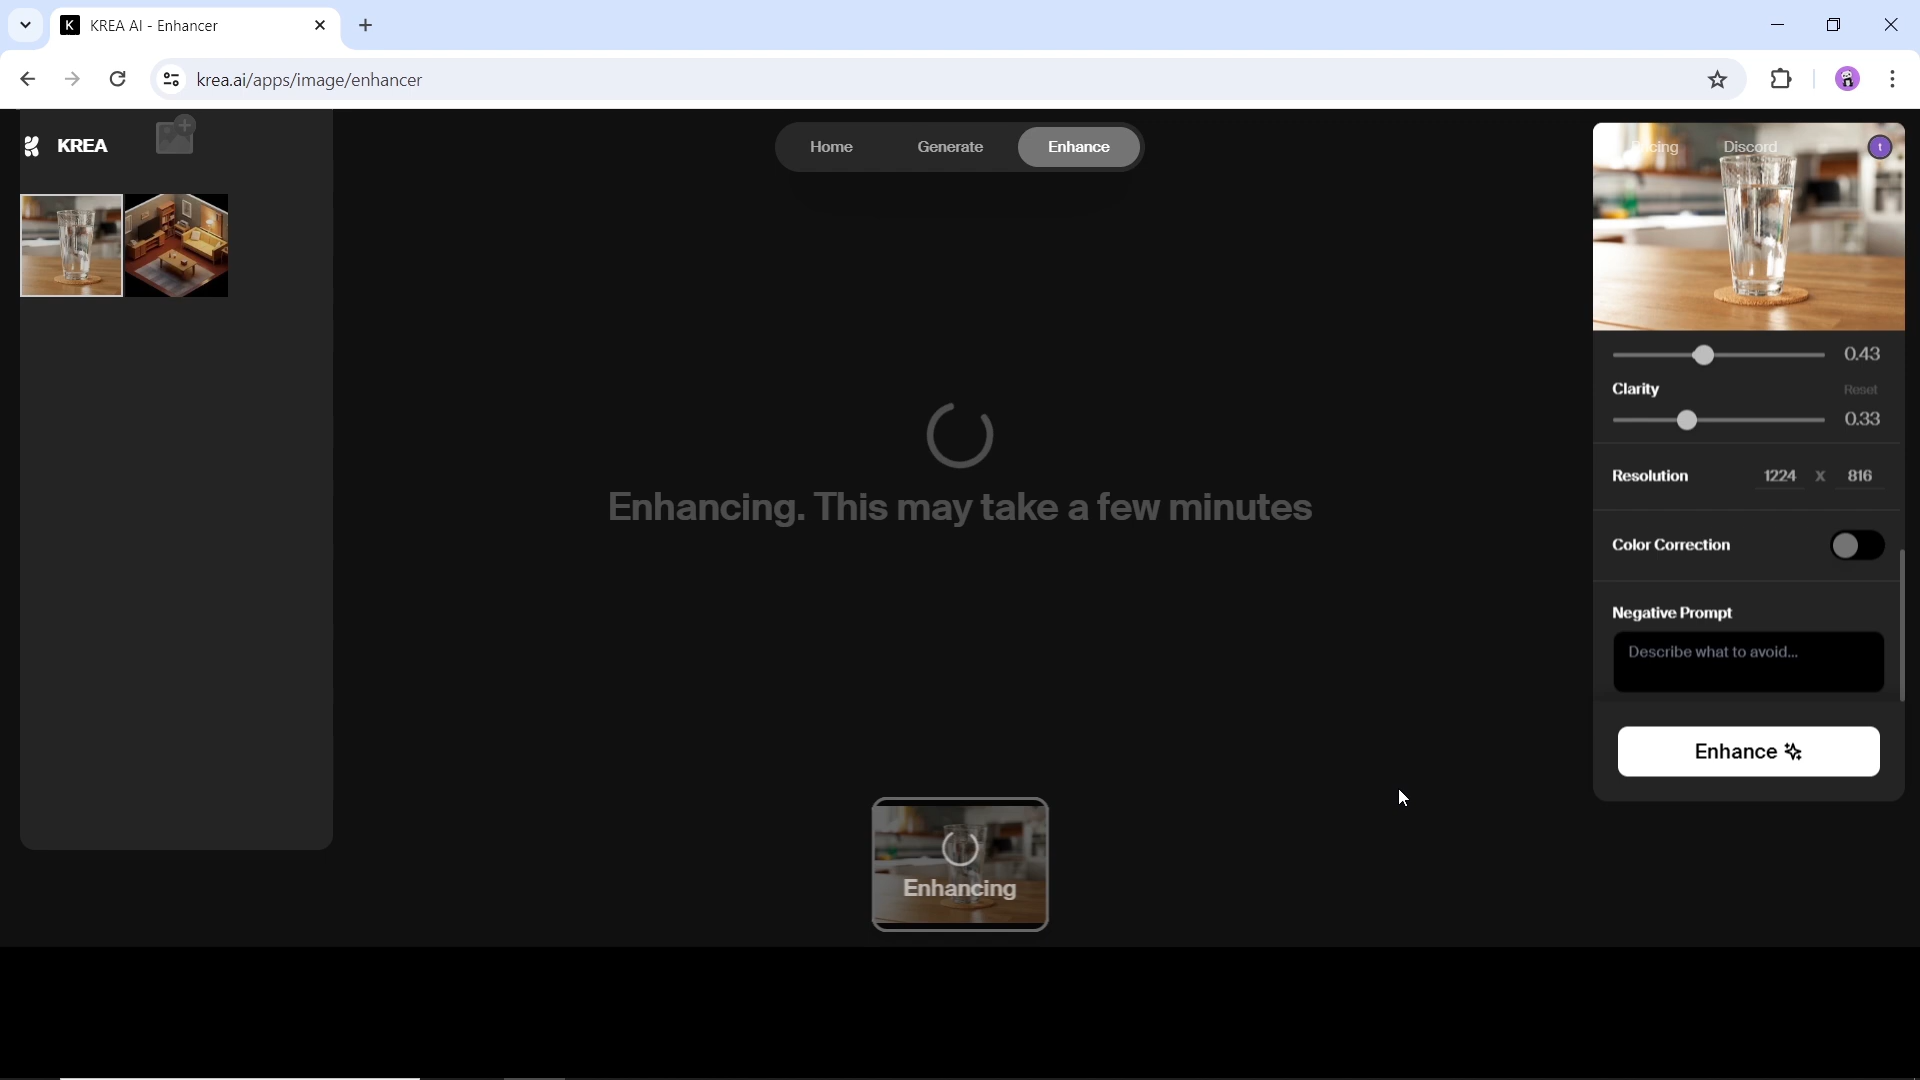 K KREA AI - Enhancer
krea.ai/apps/image/enhancer
KREA
Home Generate Enhance
Discord
t
0.43
Clarity Reset
0.33
Resolution 1224 X 816
Color Correction
Negative Prompt
Describe what to avoid...
Enhance
Enhancing. This may take a few minutes
Enhancing